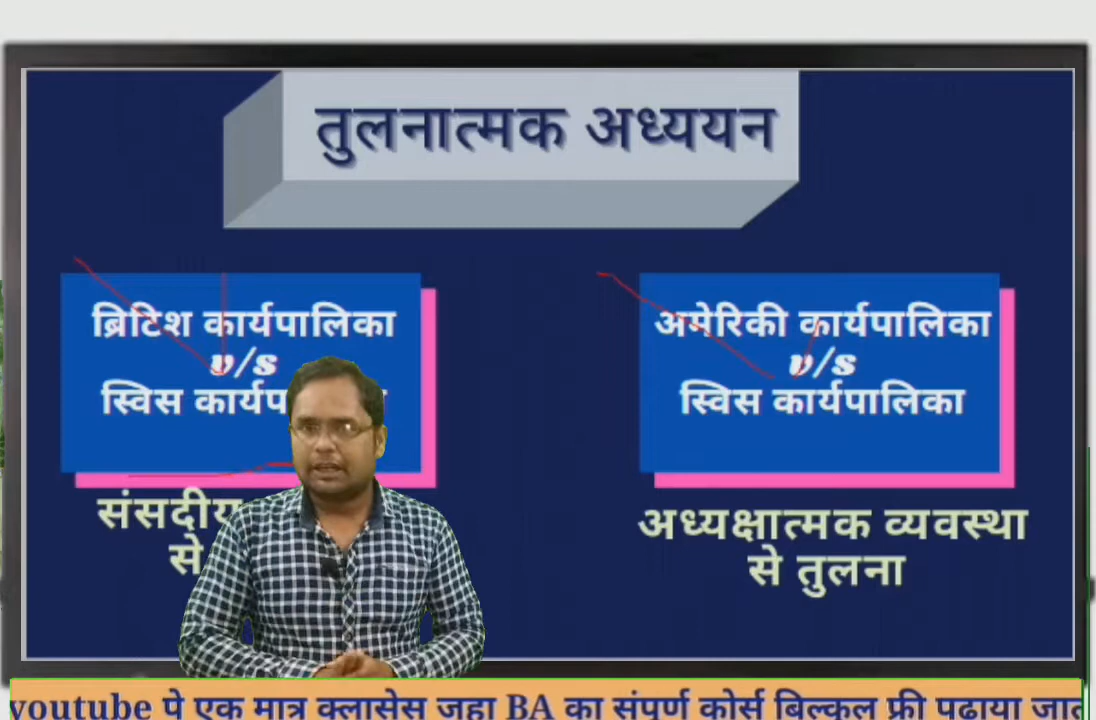 तुलनात्मक अध्ययन
ब्रिटिश कार्यपालिका
v/s
स्विस
अमेरिकी कार्यपालिका
v/s
स्विस कार्यपालिका
संसदीय
से
अध्यक्षात्मक व्यवस्था
से तुलना
youtube पे एक मात्र क्लासेस जहा BA का संपूर्ण कोर्स बिल्कुल फ्री पढाया